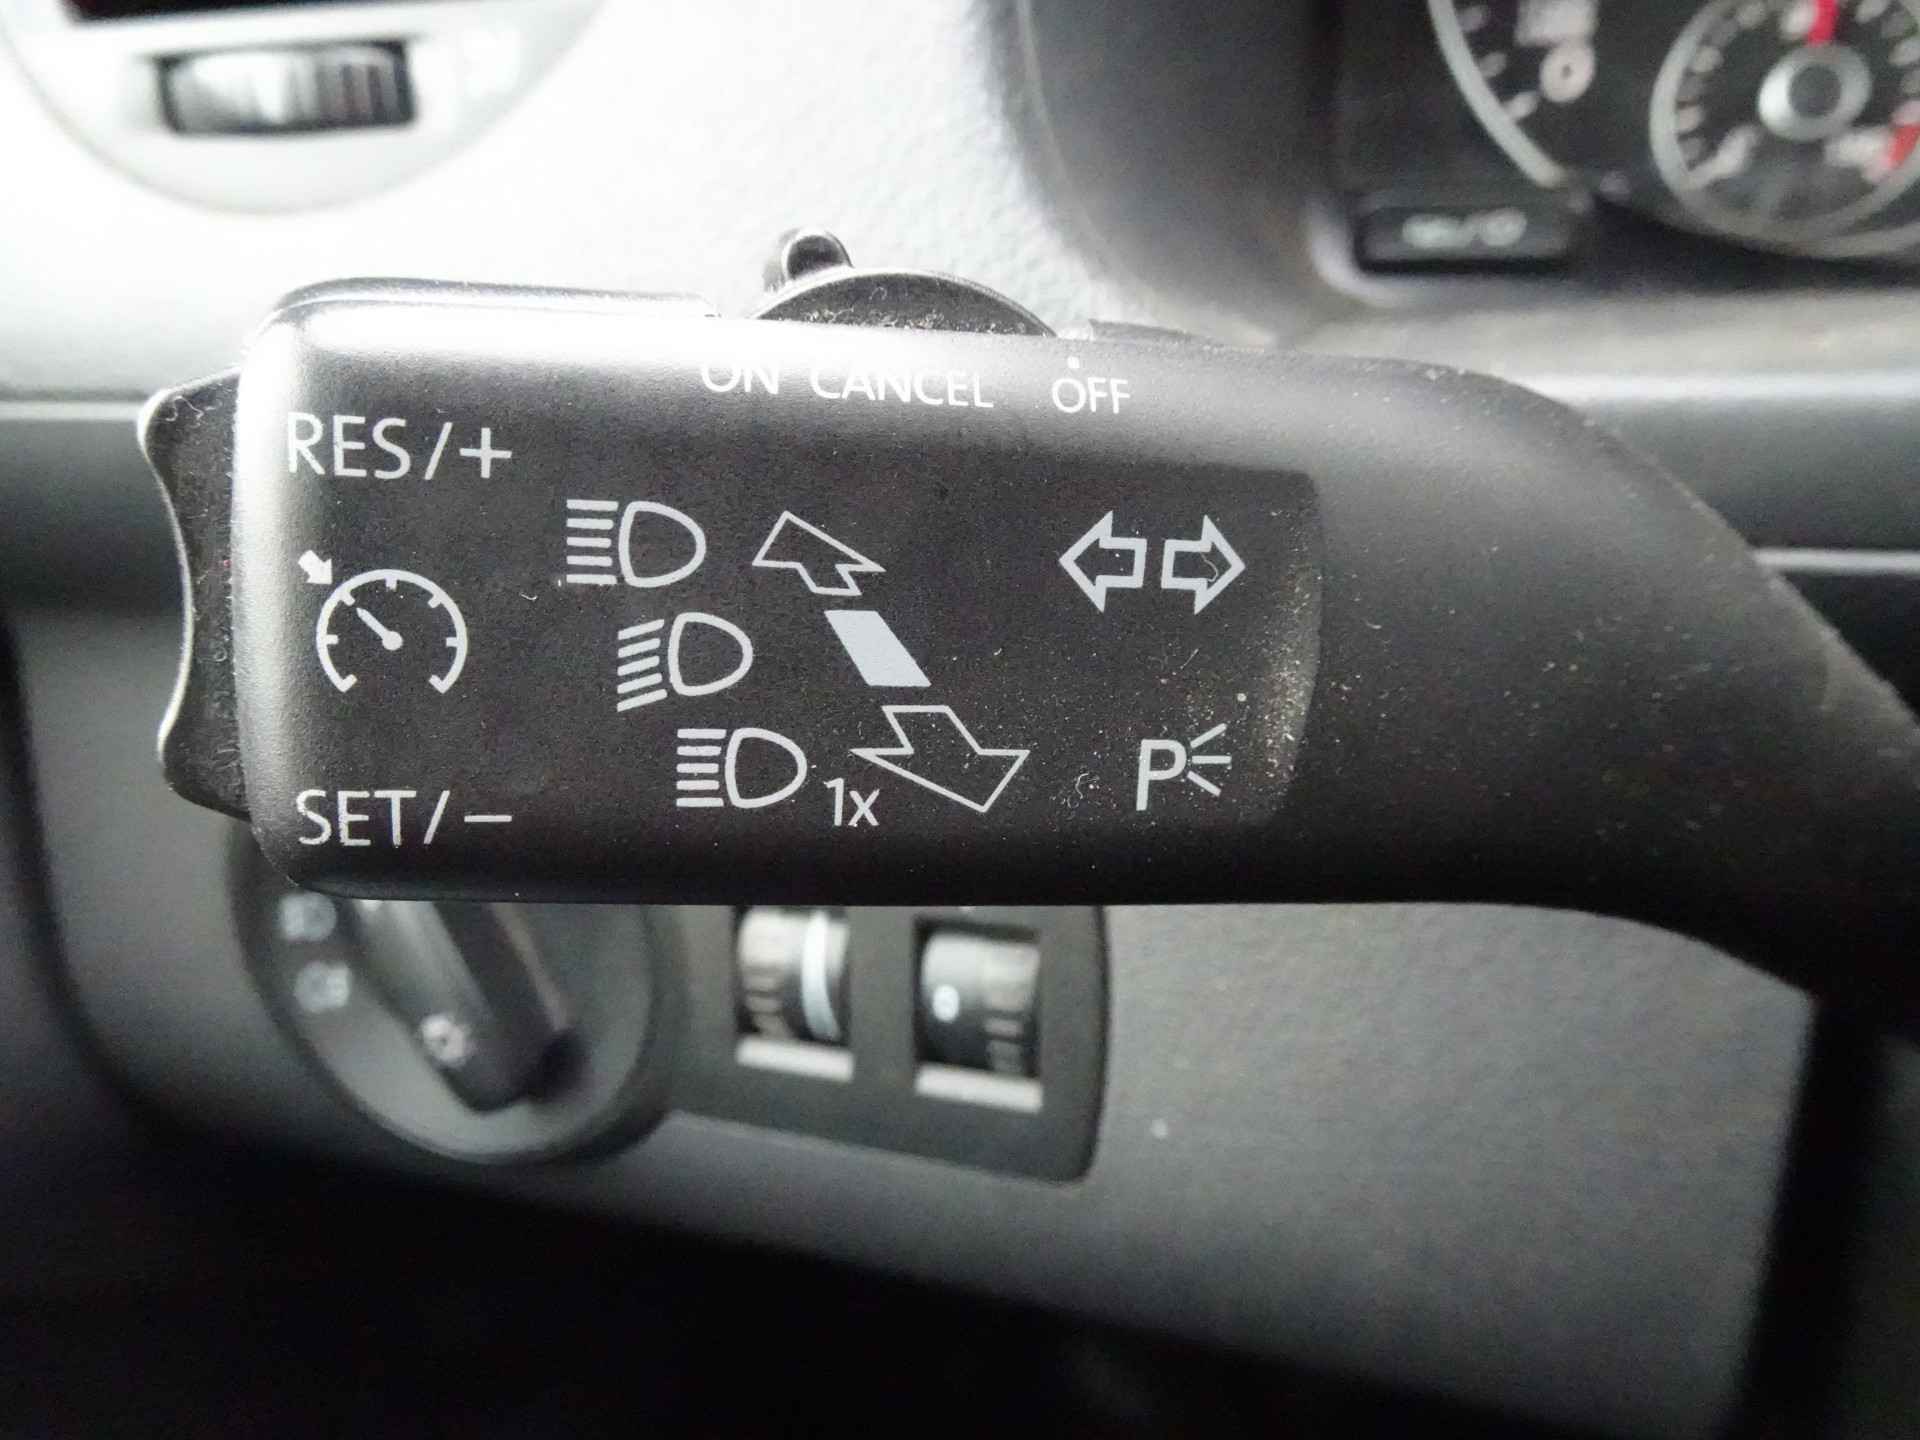 ON CANCEL OFF
RES/+
SET/−
1x
P